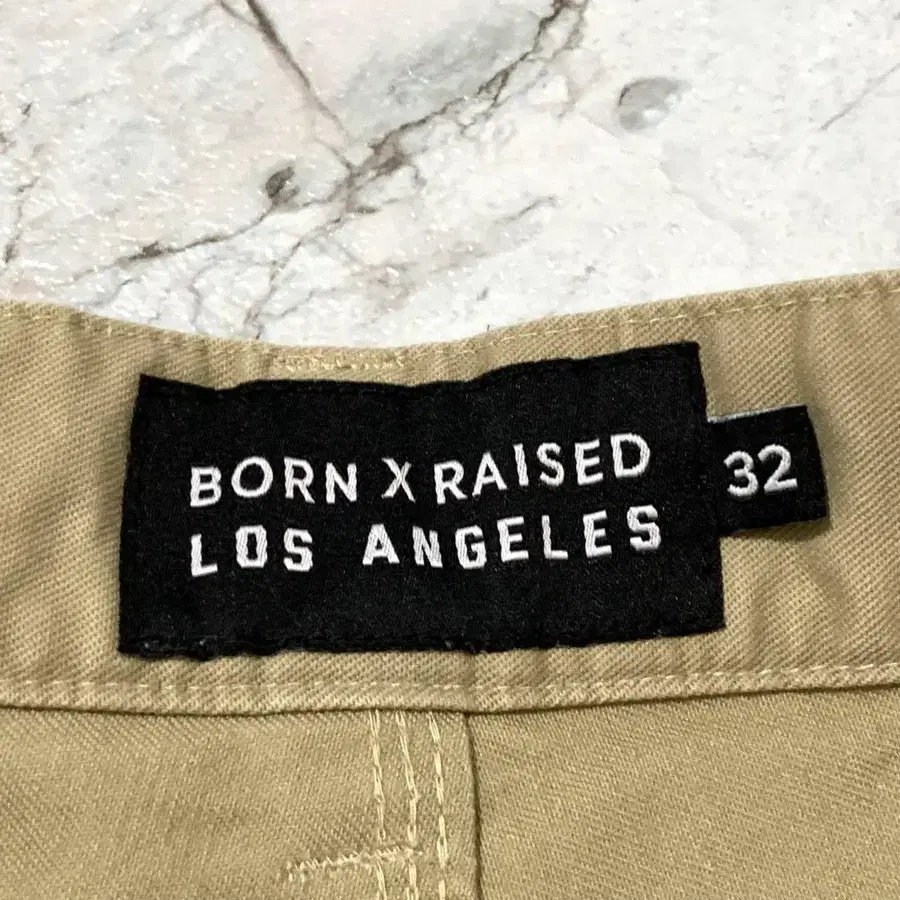 BORN X RAISED
LOS ANGELES
32